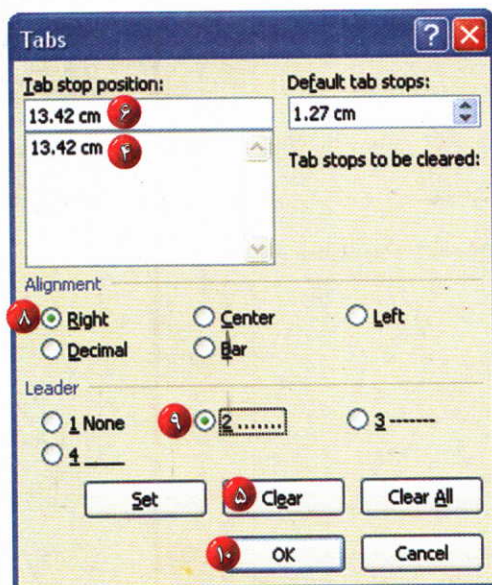 Tabs
Tab stop position: Default tab stops:
13.42 cm ۶ 1.27 cm
13.42 cm ۴ Tab stops to be cleared:
Alignment
۸ Right Center Left
Decimal Bar
Leader
1 None ۹ 2 ....... 3 -------
4 ____
Set ۵ Clear Clear All
۱۰ OK Cancel